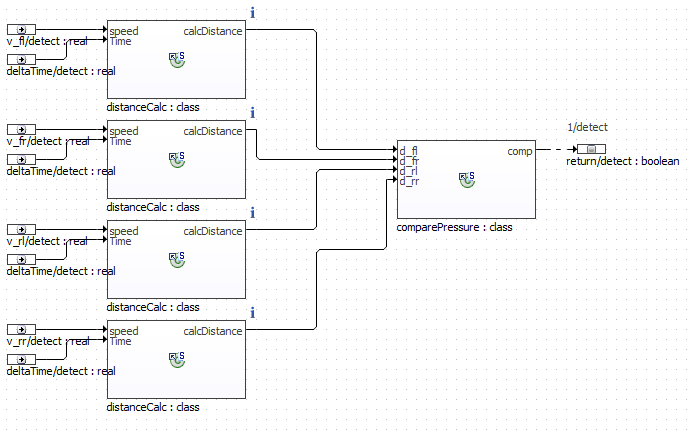 speed
calcDistance
Time
v_fl/detect : real
deltaTime/detect : real
distanceCalc : class
speed
calcDistance
Time
v_fr/detect : real
deltaTime/detect : real
distanceCalc : class
speed
calcDistance
Time
v_rl/detect : real
deltaTime/detect : real
distanceCalc : class
speed
calcDistance
Time
v_rr/detect : real
deltaTime/detect : real
distanceCalc : class
d_fl
d_fr
d_rl
d_rr
comp
comparePressure : class
1/detect
return/detect : boolean